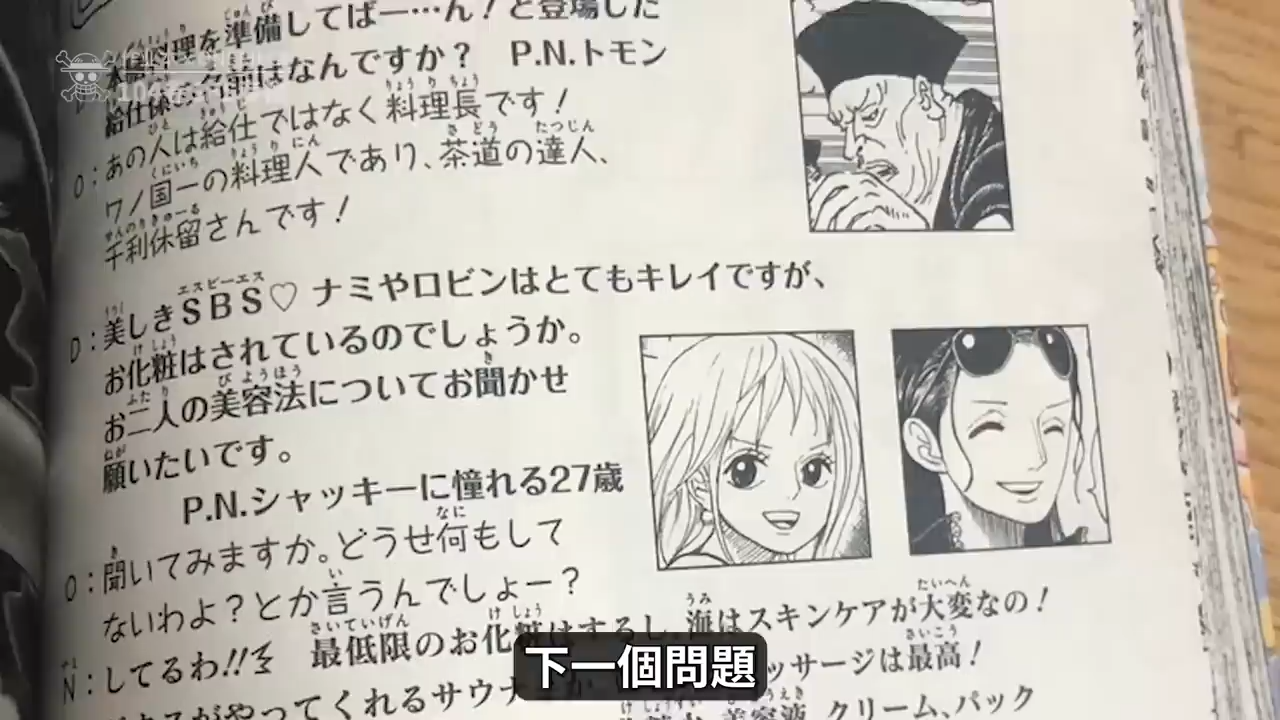 料理を準備してばー…ん!と登場した
給仕係の名前はなんですか? P.N.トモン
O:あの人は給仕ではなく料理長です!
ワノ国一の料理人であり、茶道の達人、
千利休留さんです!
D:美しきSBS♡ナミやロビンはとてもキレイですが、
お化粧はされているのでしょうか。
お二人の美容法についてお聞かせ
願いたいです。
P.N.シャッキーに憧れる27歳
O:聞いてみますか。どうせ何もして
ないわよ?とか言うんでしょー?
N:してるわ!! 最低限のお化粧はするし、海はスキンケアが大変なの!
がやってくれるサウナ
ッサージは最高!
美容液、クリーム、パック
下一個問題